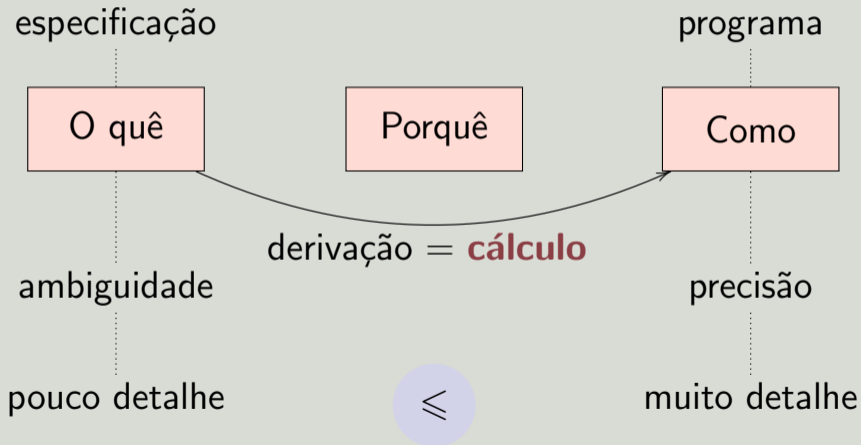 especificação programa
O quê Porquê Como
derivação = cálculo
ambiguidade precisão
pouco detalhe ⩽ muito detalhe